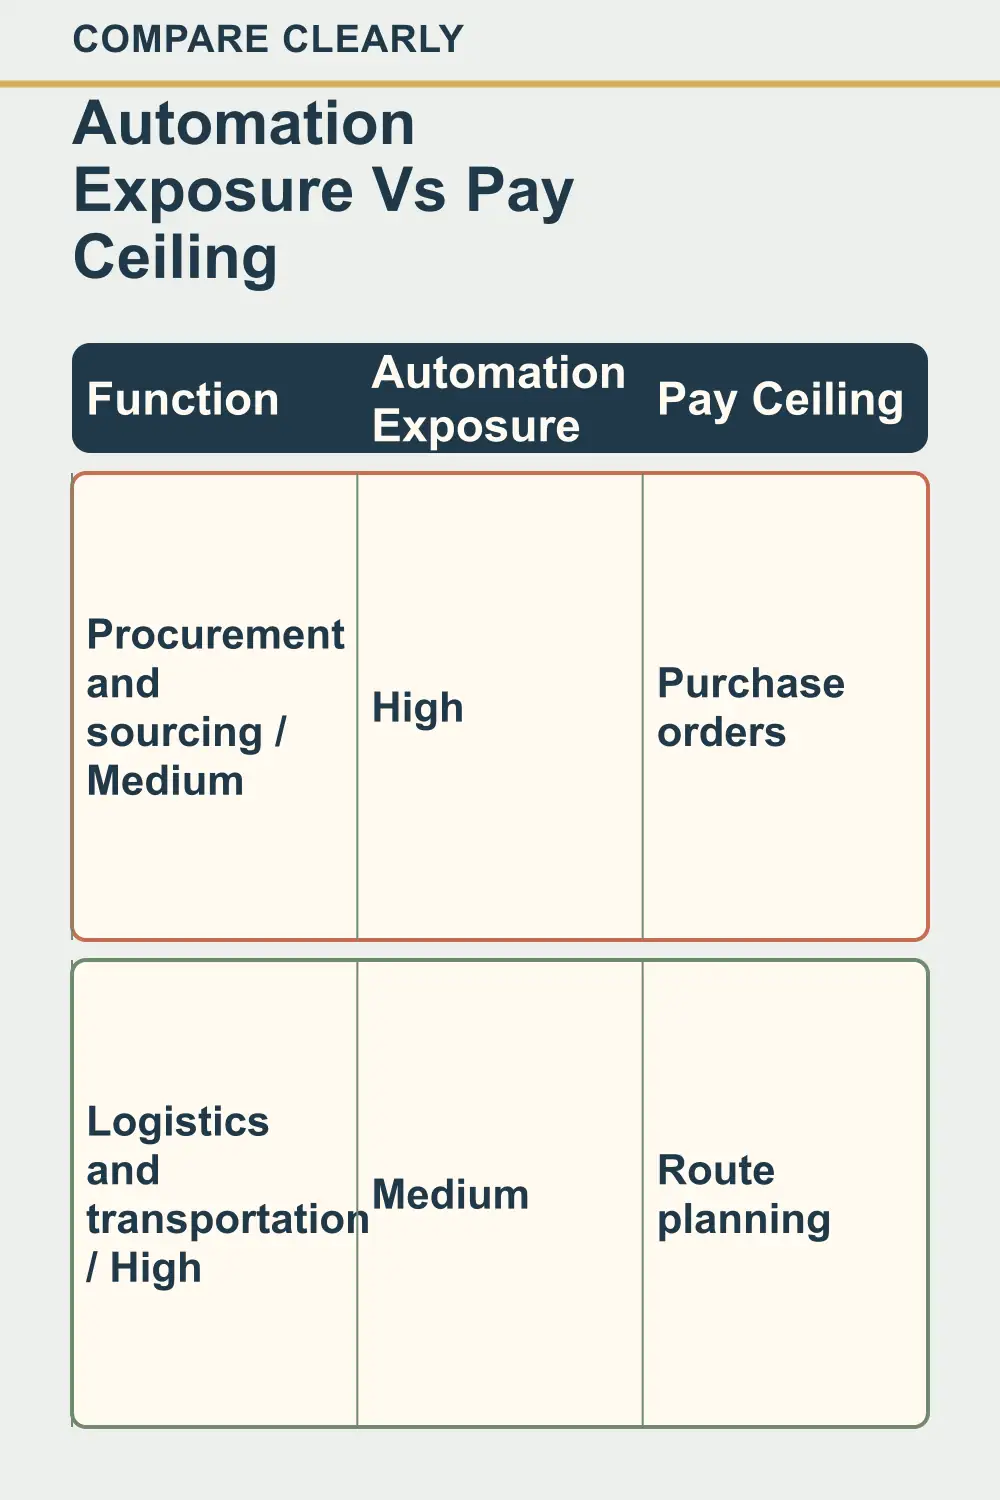 COMPARE CLEARLY
Automation
Exposure Vs Pay
Ceiling
Function
Automation
Exposure
Pay Ceiling
Procurement
and
sourcing /
Medium
High
Purchase
orders
Logistics
and
transportation
/ High
Medium
Route
planning